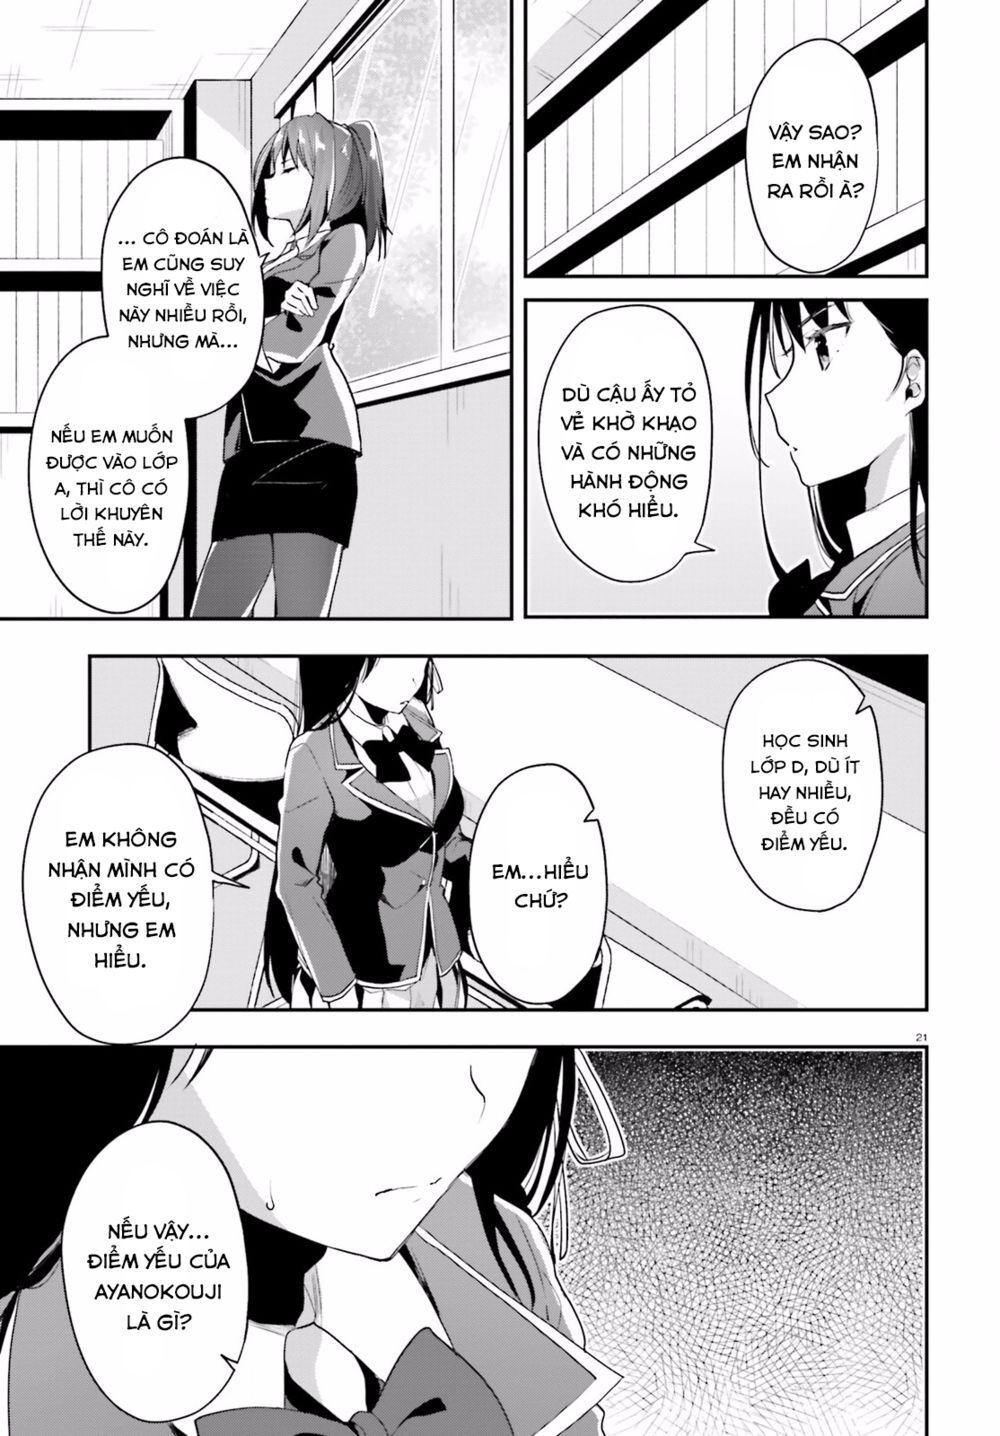 VẬY SAO?
EM NHẬN
RA RỒI À?
DÙ CẬU ẤY TỎ
VẺ KHỜ KHẠO
VÀ CÓ NHỮNG
HÀNH ĐỘNG
KHÓ HIỂU.
... CÔ ĐOÁN LÀ
EM CŨNG SUY
NGHĨ VỀ VIỆC
NÀY NHIỀU RỒI,
NHƯNG MÀ...
NẾU EM MUỐN
ĐƯỢC VÀO LỚP
A, THÌ CÔ CÓ
LỜI KHUYÊN
THẾ NÀY.
HỌC SINH
LỚP D, DÙ ÍT
HAY NHIỀU,
ĐỀU CÓ
ĐIỂM YẾU.
EM...HIỂU
CHỨ?
EM KHÔNG
NHẬN MÌNH CÓ
ĐIỂM YẾU,
NHƯNG EM
HIỂU.
21
NẾU VẬY...
ĐIỂM YẾU CỦA
AYANOKOUJI
LÀ GÌ?